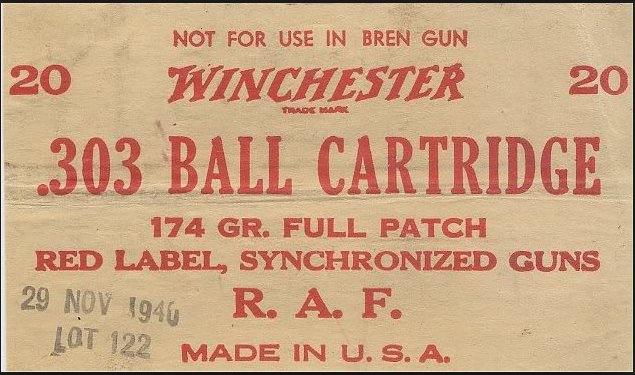 NOT FOR USE IN BREN GUN
20 WINCHESTER 20
TRADE MARK
.303 BALL CARTRIDGE
174 GR. FULL PATCH
RED LABEL, SYNCHRONIZED GUNS
R. A. F.
29 NOV 1940
LOT 122
MADE IN U. S. A.